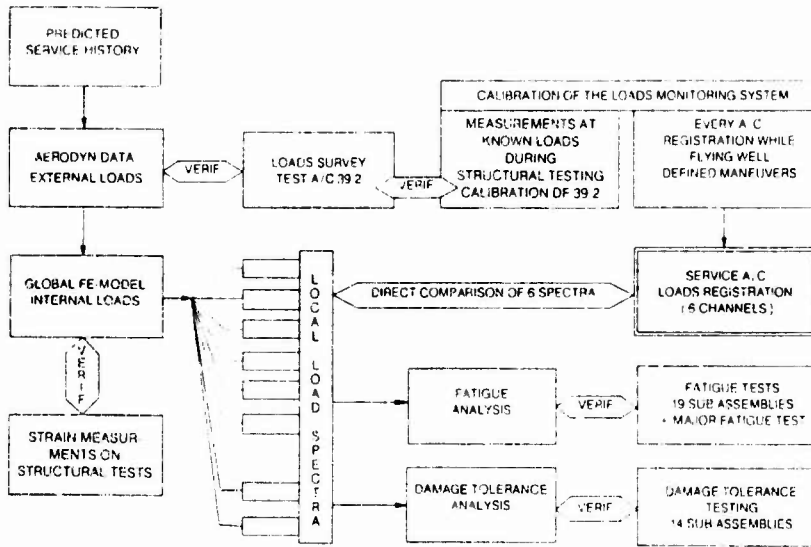 PREDICTED
SERVICE HISTORY
CALIBRATION OF THE LOADS MONITORING SYSTEM
AERODYN DATA
EXTERNAL LOADS
VERIF
LOADS SURVEY
TEST A/C 39 2
VERIF
MEASUREMENTS AT
KNOWN LOADS
DURING
STRUCTURAL TESTING
CALIBRATION OF 39 2
EVERY A/C
REGISTRATION WHILE
FLYING WELL
DEFINED MANEUVERS
GLOBAL FE-MODEL
INTERNAL LOADS
LOCAL LOAD SPECTRA
DIRECT COMPARISON OF 6 SPECTRA
SERVICE A/C
LOADS REGISTRATION
(6 CHANNELS)
VERIF
STRAIN MEASUR-
MENTS ON
STRUCTURAL TESTS
FATIGUE
ANALYSIS
VERIF
FATIGUE TESTS
19 SUB ASSEMBLIES
+ MAJOR FATIGUE TEST
DAMAGE TOLERANCE
ANALYSIS
VERIF
DAMAGE TOLERANCE
TESTING
14 SUB ASSEMBLIES